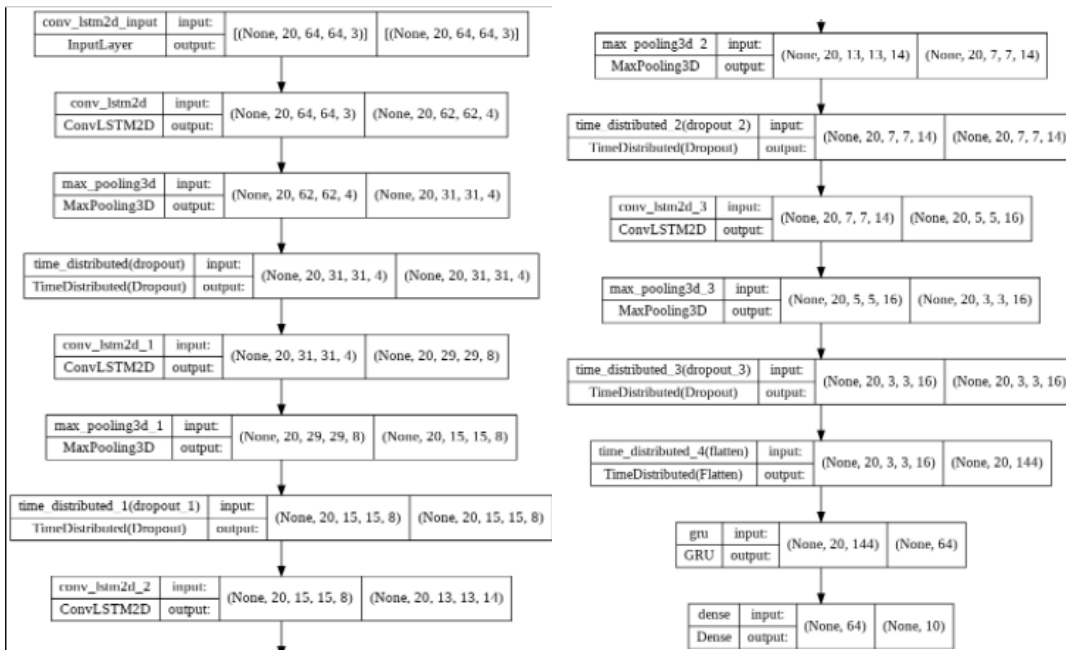 conv_lstm2d_input input: [(None, 20, 64, 64, 3)] [(None, 20, 64, 64, 3)]
InputLayer output:
conv_lstm2d input: (None, 20, 64, 64, 3) (None, 20, 62, 62, 4)
ConvLSTM2D output:
max_pooling3d input: (None, 20, 62, 62, 4) (None, 20, 31, 31, 4)
MaxPooling3D output:
time_distributed(dropout) input: (None, 20, 31, 31, 4) (None, 20, 31, 31, 4)
TimeDistributed(Dropout) output:
conv_lstm2d_1 input: (None, 20, 31, 31, 4) (None, 20, 29, 29, 8)
ConvLSTM2D output:
max_pooling3d_1 input: (None, 20, 29, 29, 8) (None, 20, 15, 15, 8)
MaxPooling3D output:
time_distributed_1(dropout_1) input: (None, 20, 15, 15, 8) (None, 20, 15, 15, 8)
TimeDistributed(Dropout) output:
conv_lstm2d_2 input: (None, 20, 15, 15, 8) (None, 20, 13, 13, 14)
ConvLSTM2D output:
max_pooling3d_2 input: (None, 20, 13, 13, 14) (None, 20, 7, 7, 14)
MaxPooling3D output:
time_distributed_2(dropout_2) input: (None, 20, 7, 7, 14) (None, 20, 7, 7, 14)
TimeDistributed(Dropout) output:
conv_lstm2d_3 input: (None, 20, 7, 7, 14) (None, 20, 5, 5, 16)
ConvLSTM2D output:
max_pooling3d_3 input: (None, 20, 5, 5, 16) (None, 20, 3, 3, 16)
MaxPooling3D output:
time_distributed_3(dropout_3) input: (None, 20, 3, 3, 16) (None, 20, 3, 3, 16)
TimeDistributed(Dropout) output:
time_distributed_4(flatten) input: (None, 20, 3, 3, 16) (None, 20, 144)
TimeDistributed(Flatten) output:
gru input: (None, 20, 144) (None, 64)
GRU output:
dense input: (None, 64) (None, 10)
Dense output: